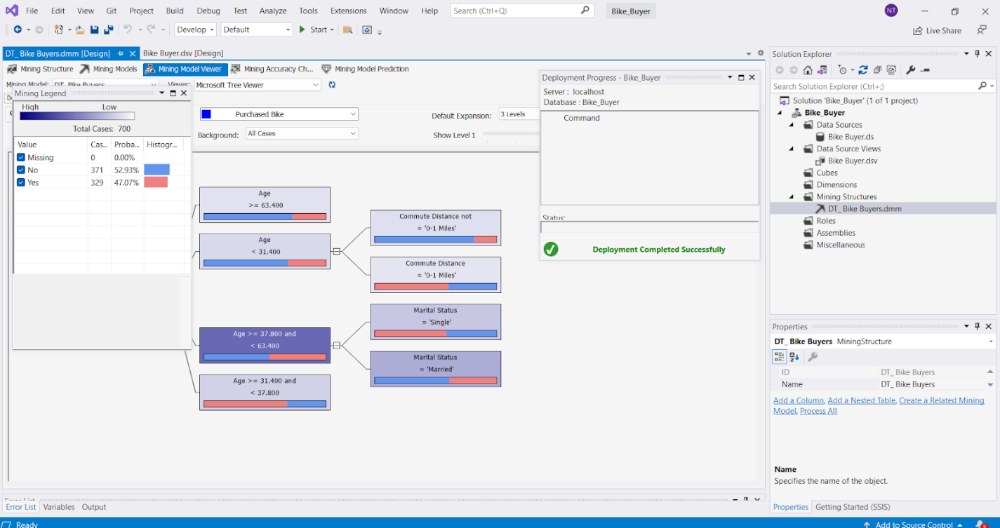 File Edit View Git Project Build Debug Test Analyze Tools Extensions Window Help Search (Ctrl+Q) Bike_Buyer NT
Develop Default Start Live Share
DT_ Bike Buyers.dmm [Design] Bike Buyer.dsv [Design]
Mining Structure Mining Models Mining Model Viewer Mining Accuracy Ch... Mining Model Prediction
Mining Model: DT_ Bike Buyers Viewer: Microsoft Tree Viewer
Mining Legend
High Low
Total Cases: 700
Value Cas... Proba... Histogr...
Missing 0 0.00%
No 371 52.93%
Yes 329 47.07%
Purchased Bike Default Expansion: 3 Levels
Background: All Cases Show Level 1
Age
>= 63.400
Age
< 31.400
Age >= 37.800 and
< 63.400
Age >= 31.400 and
< 37.800
Commute Distance not
= '0-1 Miles'
Commute Distance
= '0-1 Miles'
Marital Status
= 'Single'
Marital Status
= 'Married'
Deployment Progress - Bike_Buyer
Server : localhost
Database : Bike_Buyer
Command
Status:
Deployment Completed Successfully
Solution Explorer
Search Solution Explorer (Ctrl+;)
Solution 'Bike_Buyer' (1 of 1 project)
Bike_Buyer
Data Sources
Bike Buyer.ds
Data Source Views
Bike Buyer.dsv
Cubes
Dimensions
Mining Structures
DT_ Bike Buyers.dmm
Roles
Assemblies
Miscellaneous
Properties
DT_ Bike Buyers MiningStructure
ID DT_ Bike Buyers
Name DT_ Bike Buyers
Add a Column, Add a Nested Table, Create a Related Mining
Model, Process All
Name
Specifies the name of the object.
Properties Getting Started (SSIS)
Error List
Error List Variables Output
Ready Add to Source Control 2